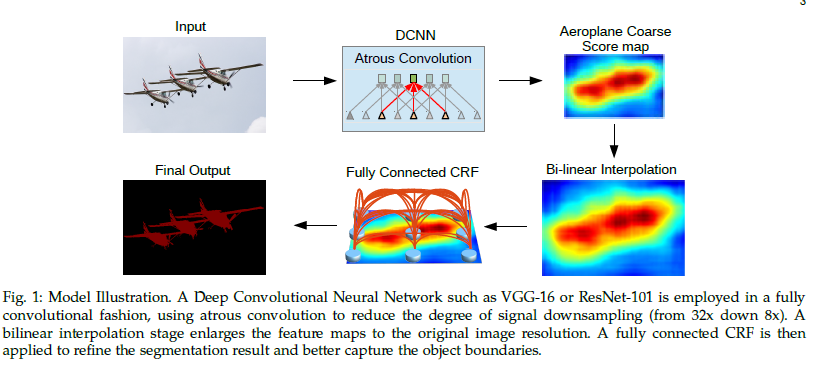 3
Input
DCNN
Aeroplane Coarse
Score map
Atrous Convolution
Final Output
Fully Connected CRF
Bi-linear Interpolation
Fig. 1: Model Illustration. A Deep Convolutional Neural Network such as VGG-16 or ResNet-101 is employed in a fully
convolutional fashion, using atrous convolution to reduce the degree of signal downsampling (from 32x down 8x). A
bilinear interpolation stage enlarges the feature maps to the original image resolution. A fully connected CRF is then
applied to refine the segmentation result and better capture the object boundaries.